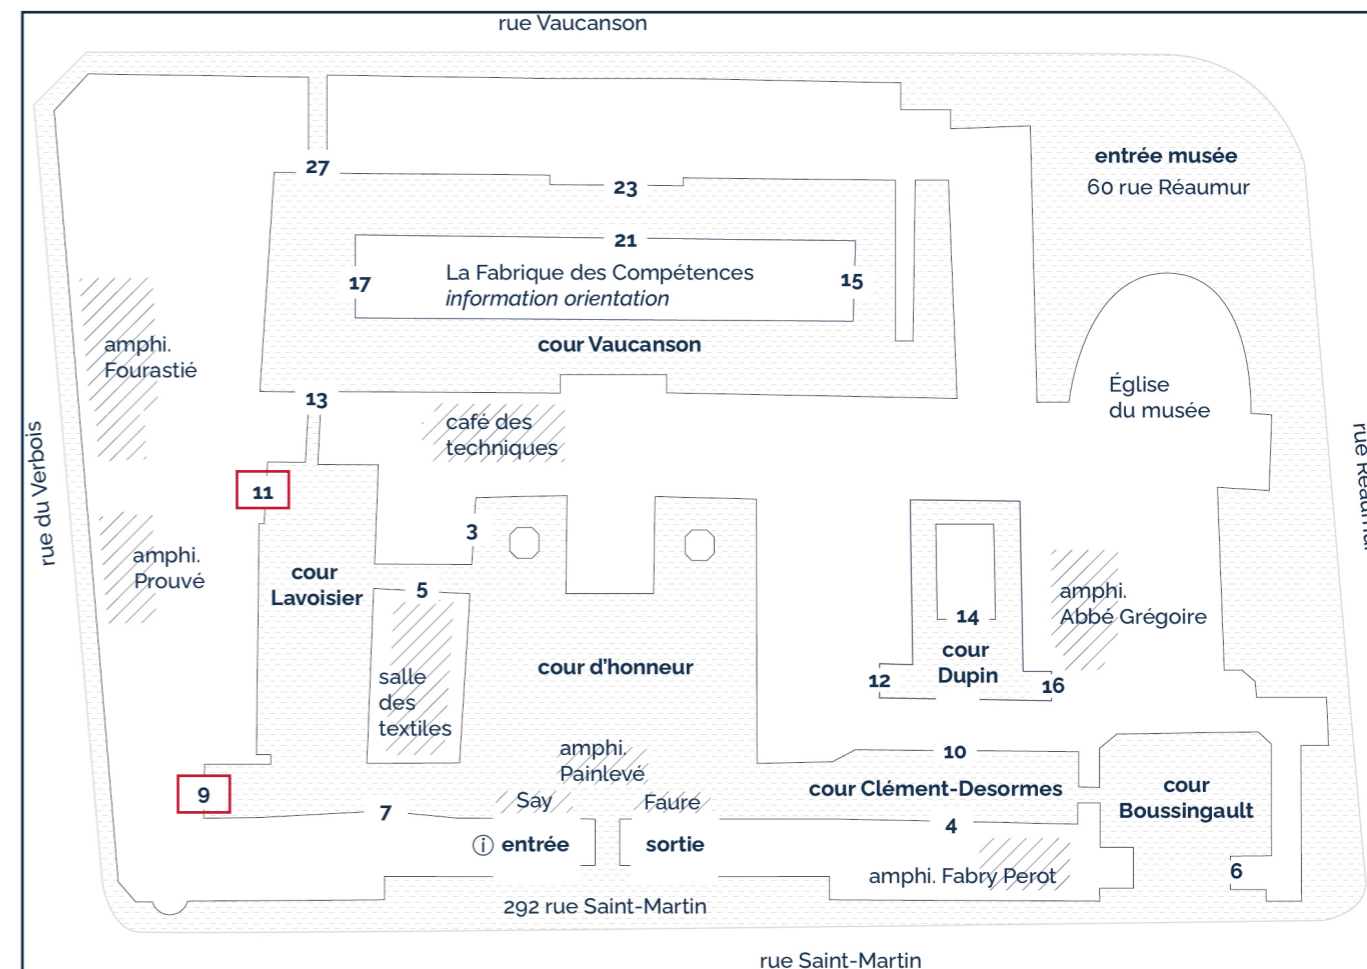 rue Vaucanson
27
23
entrée musée
60 rue Réaumur
21
17
La Fabrique des Compétences
15
information orientation
cour Vaucanson
amphi.
Fourastié
13
café des
techniques
Église
du musée
rue du Verbois
rue Réaumur
11
3
amphi.
Prouvé
cour
Lavoisier
5
amphi.
Abbé Grégoire
14
cour
Dupin
12
16
cour d'honneur
salle
des
textiles
amphi.
Painlevé
10
9
Say
Faure
cour Clément-Desormes
cour
Boussingault
7
4
i entrée
sortie
amphi. Fabry Perot
6
292 rue Saint-Martin
rue Saint-Martin